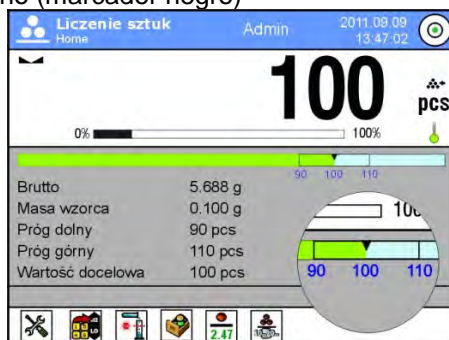 (marcador negro)
Liczenie sztuk Admin 2011.09.09
Home 13:47:02
100 pcs
0% 100%
90 100 110
Brutto 5.688 g
Masa wzorca 0.100 g
Próg dolny 90 pcs
Próg górny 110 pcs
Wartość docelowa 100 pcs
90 100 110
2.47